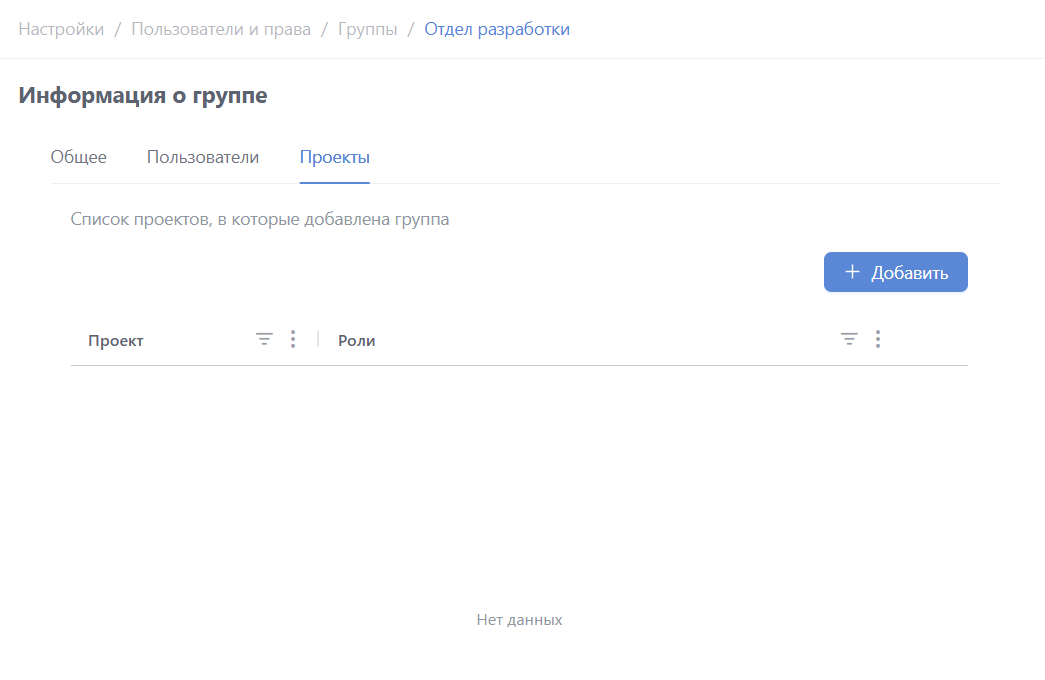 Настройки / Пользователи и права / Группы / Отдел разработки
Информация о группе
Общее Пользователи Проекты
Список проектов, в которые добавлена группа
+ Добавить
Проект Роли
Нет данных